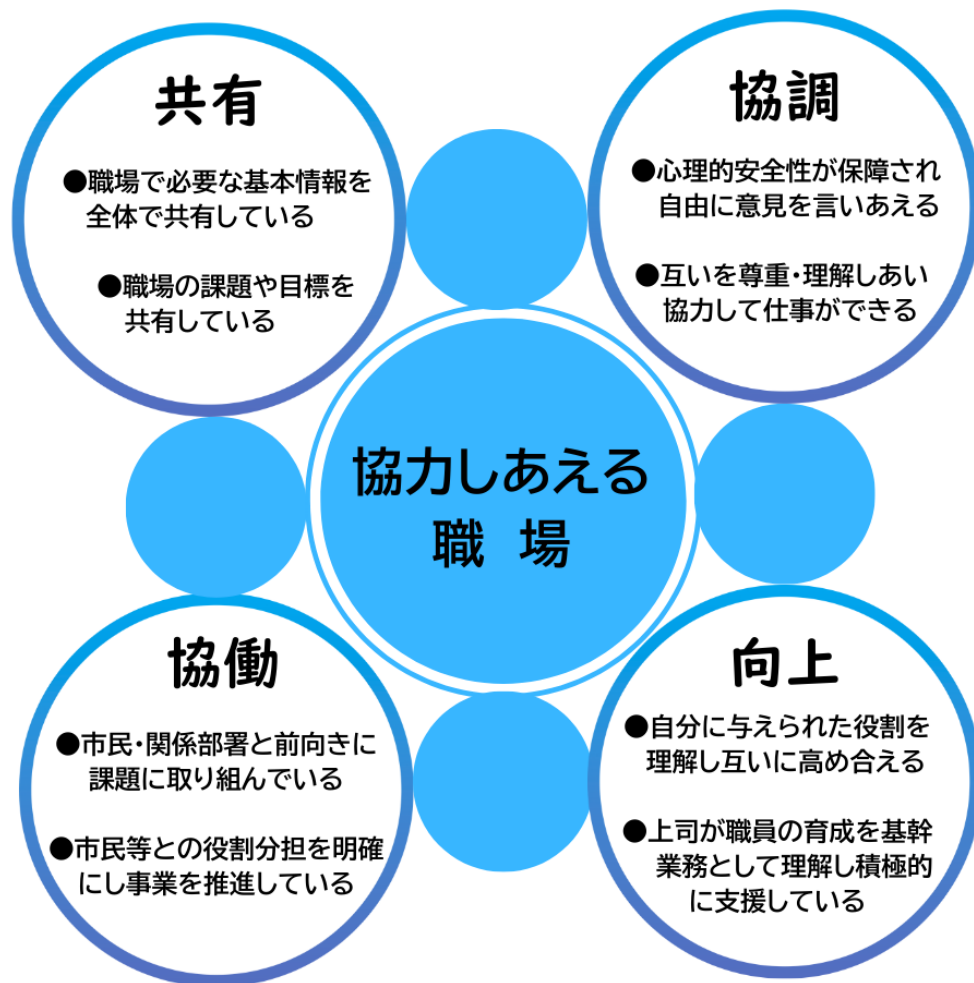 共有
●職場で必要な基本情報を
全体で共有している
●職場の課題や目標を
共有している
協調
●心理的安全性が保障され
自由に意見を言いあえる
●互いを尊重・理解しあい
協力して仕事ができる
協力しあえる
職 場
協働
●市民・関係部署と前向きに
課題に取り組んでいる
●市民等との役割分担を明確
にし事業を推進している
向上
●自分に与えられた役割を
理解し互いに高め合える
●上司が職員の育成を基幹
業務として理解し積極的
に支援している